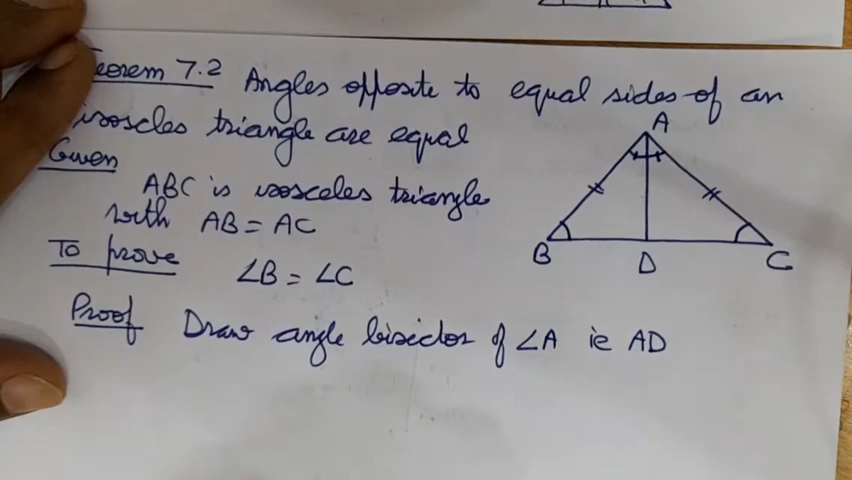 eorem 7.2 Angles opposite to equal sides of an
isosceles triangle are equal
Given
ABC is isosceles triangle
with AB = AC
To prove
∠B = ∠C
Proof Draw angle bisector of ∠A ie AD
A
B D C